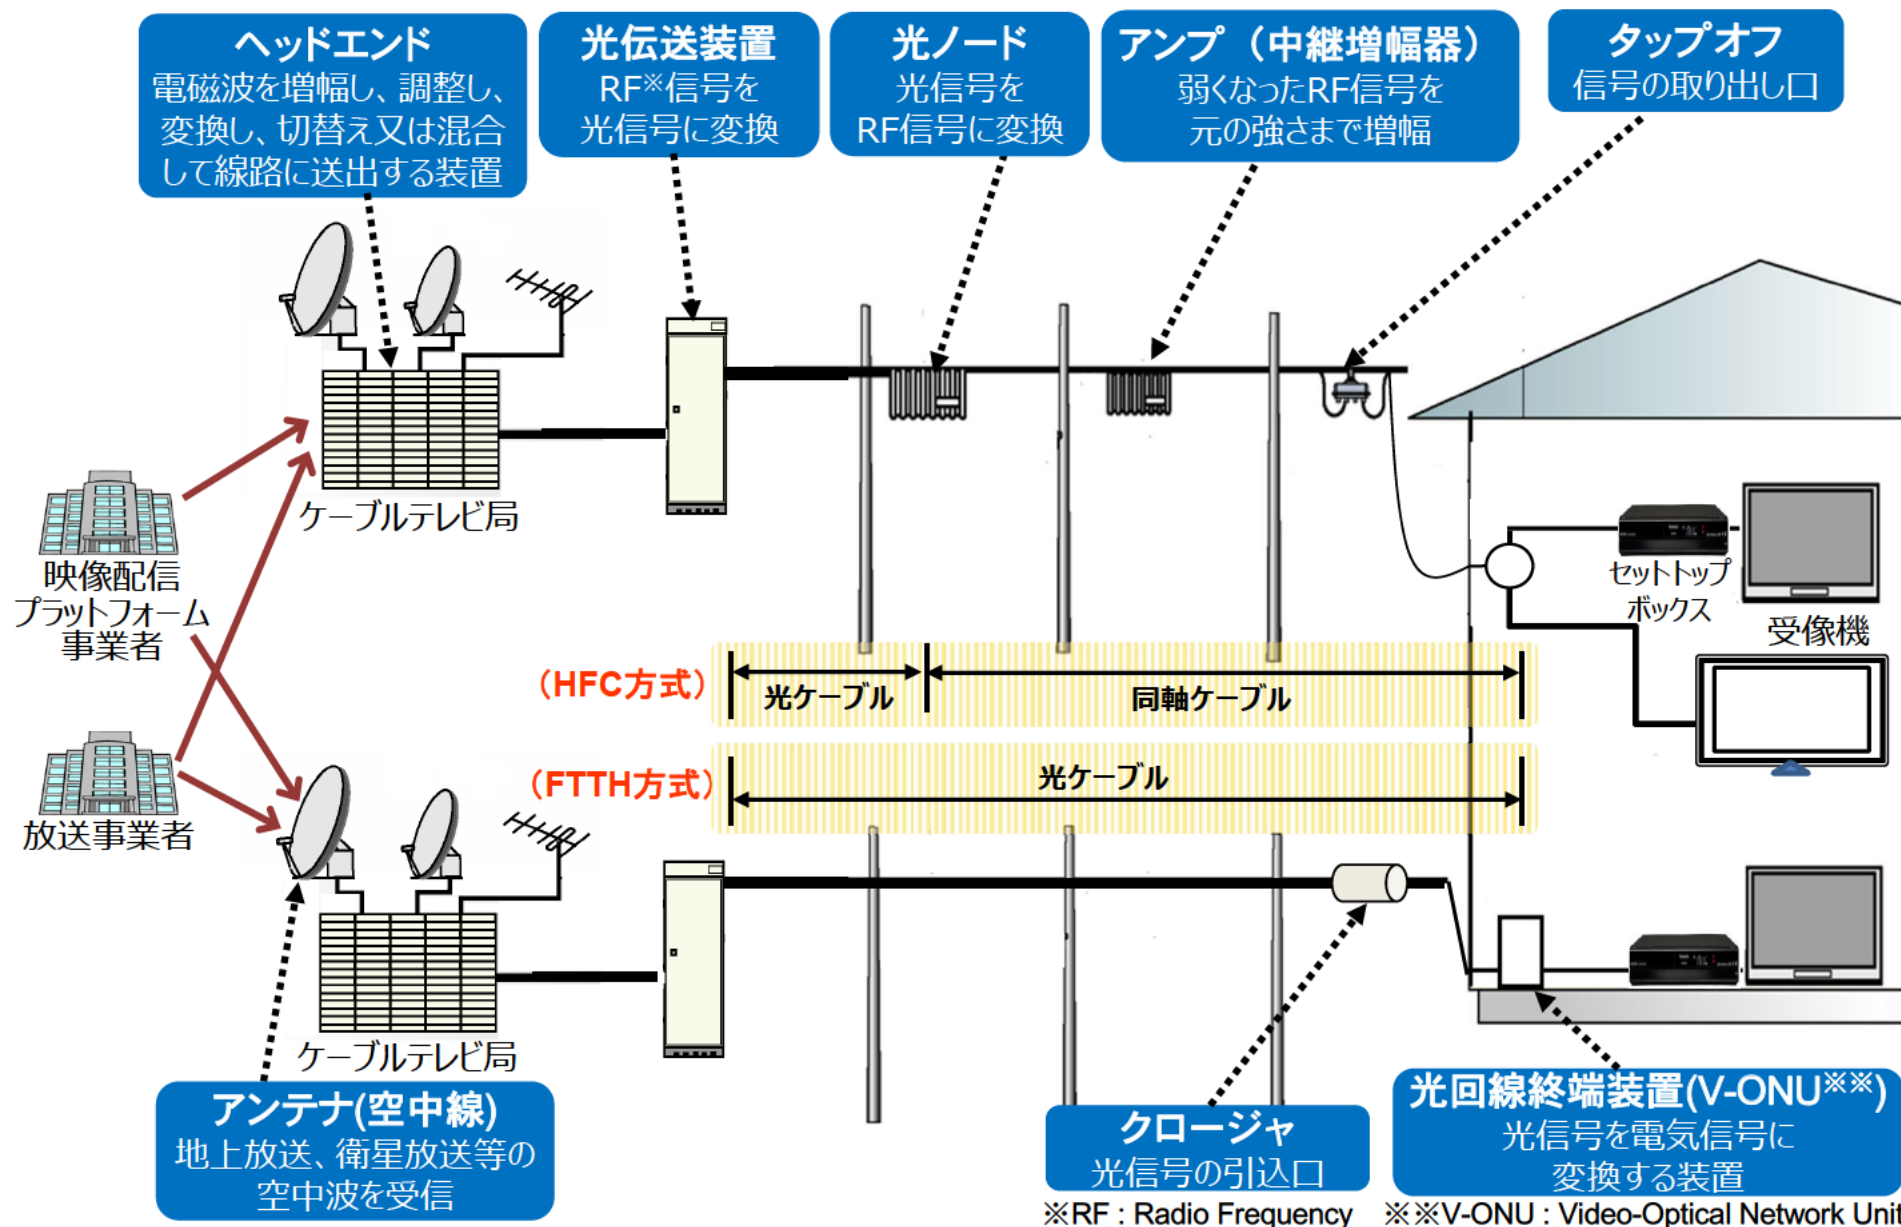 ヘッドエンド
電磁波を増幅し、調整し、
変換し、切替え又は混合
して線路に送出する装置
光伝送装置
RF※信号を
光信号に変換
光ノード
光信号を
RF信号に変換
アンプ（中継増幅器）
弱くなったRF信号を
元の強さまで増幅
タップオフ
信号の取り出し口
ケーブルテレビ局
映像配信
プラットフォーム
事業者
セットトップ
ボックス
受像機
（HFC方式）
光ケーブル
同軸ケーブル
（FTTH方式）
光ケーブル
放送事業者
ケーブルテレビ局
アンテナ(空中線)
地上放送、衛星放送等の
空中波を受信
クロージャ
光信号の引込口
光回線終端装置(V-ONU※※)
光信号を電気信号に
変換する装置
※RF : Radio Frequency
※※V-ONU : Video-Optical Network Unit